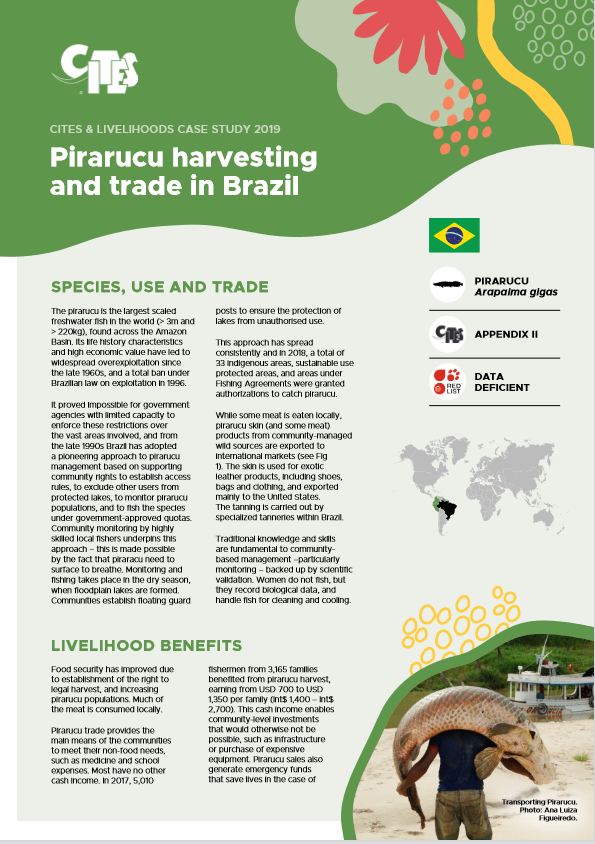 CITES
CITES & LIVELIHOODS CASE STUDY 2019
Pirarucu harvesting
and trade in Brazil
PIRARUCU
Arapaima gigas
CITES
APPENDIX II
RED
LIST
DATA
DEFICIENT
SPECIES, USE AND TRADE
The pirarucu is the largest scaled
freshwater fish in the world (> 3m and
> 220kg), found across the Amazon
Basin. Its life history characteristics
and high economic value have led to
widespread overexploitation since
the late 1960s, and a total ban under
Brazilian law on exploitation in 1996.
It proved impossible for government
agencies with limited capacity to
enforce these restrictions over
the vast areas involved, and from
the late 1990s Brazil has adopted
a pioneering approach to pirarucu
management based on supporting
community rights to establish access
rules, to exclude other users from
protected lakes, to monitor pirarucu
populations, and to fish the species
under government-approved quotas.
Community monitoring by highly
skilled local fishers underpins this
approach – this is made possible
by the fact that piraracu need to
surface to breathe. Monitoring and
fishing takes place in the dry season,
when floodplain lakes are formed.
Communities establish floating guard
posts to ensure the protection of
lakes from unauthorised use.
This approach has spread
consistently and in 2018, a total of
33 indigenous areas, sustainable use
protected areas, and areas under
Fishing Agreements were granted
authorizations to catch pirarucu.
While some meat is eaten locally,
pirarucu skin (and some meat)
products from community-managed
wild sources are exported to
international markets (see Fig
1). The skin is used for exotic
leather products, including shoes,
bags and clothing, and exported
mainly to the United States.
The tanning is carried out by
specialized tanneries within Brazil.
Traditional knowledge and skills
are fundamental to community-
based management –particularly
monitoring – backed up by scientific
validation. Women do not fish, but
they record biological data, and
handle fish for cleaning and cooling.
LIVELIHOOD BENEFITS
Food security has improved due
to establishment of the right to
legal harvest, and increasing
pirarucu populations. Much of
the meat is consumed locally.
Pirarucu trade provides the
main means of the communities
to meet their non-food needs,
such as medicine and school
expenses. Most have no other
cash income. In 2017, 5,010
fishermen from 3,165 families
benefited from pirarucu harvest,
earning from USD 700 to USD
1,350 per family (Int$ 1,400 – Int$
2,700). This cash income enables
community-level investments
that would otherwise not be
possible, such as infrastructure
or purchase of expensive
equipment. Pirarucu sales also
generate emergency funds
that save lives in the case of
Transporting Pirarucu.
Photo: Ana Luiza
Figueiredo.